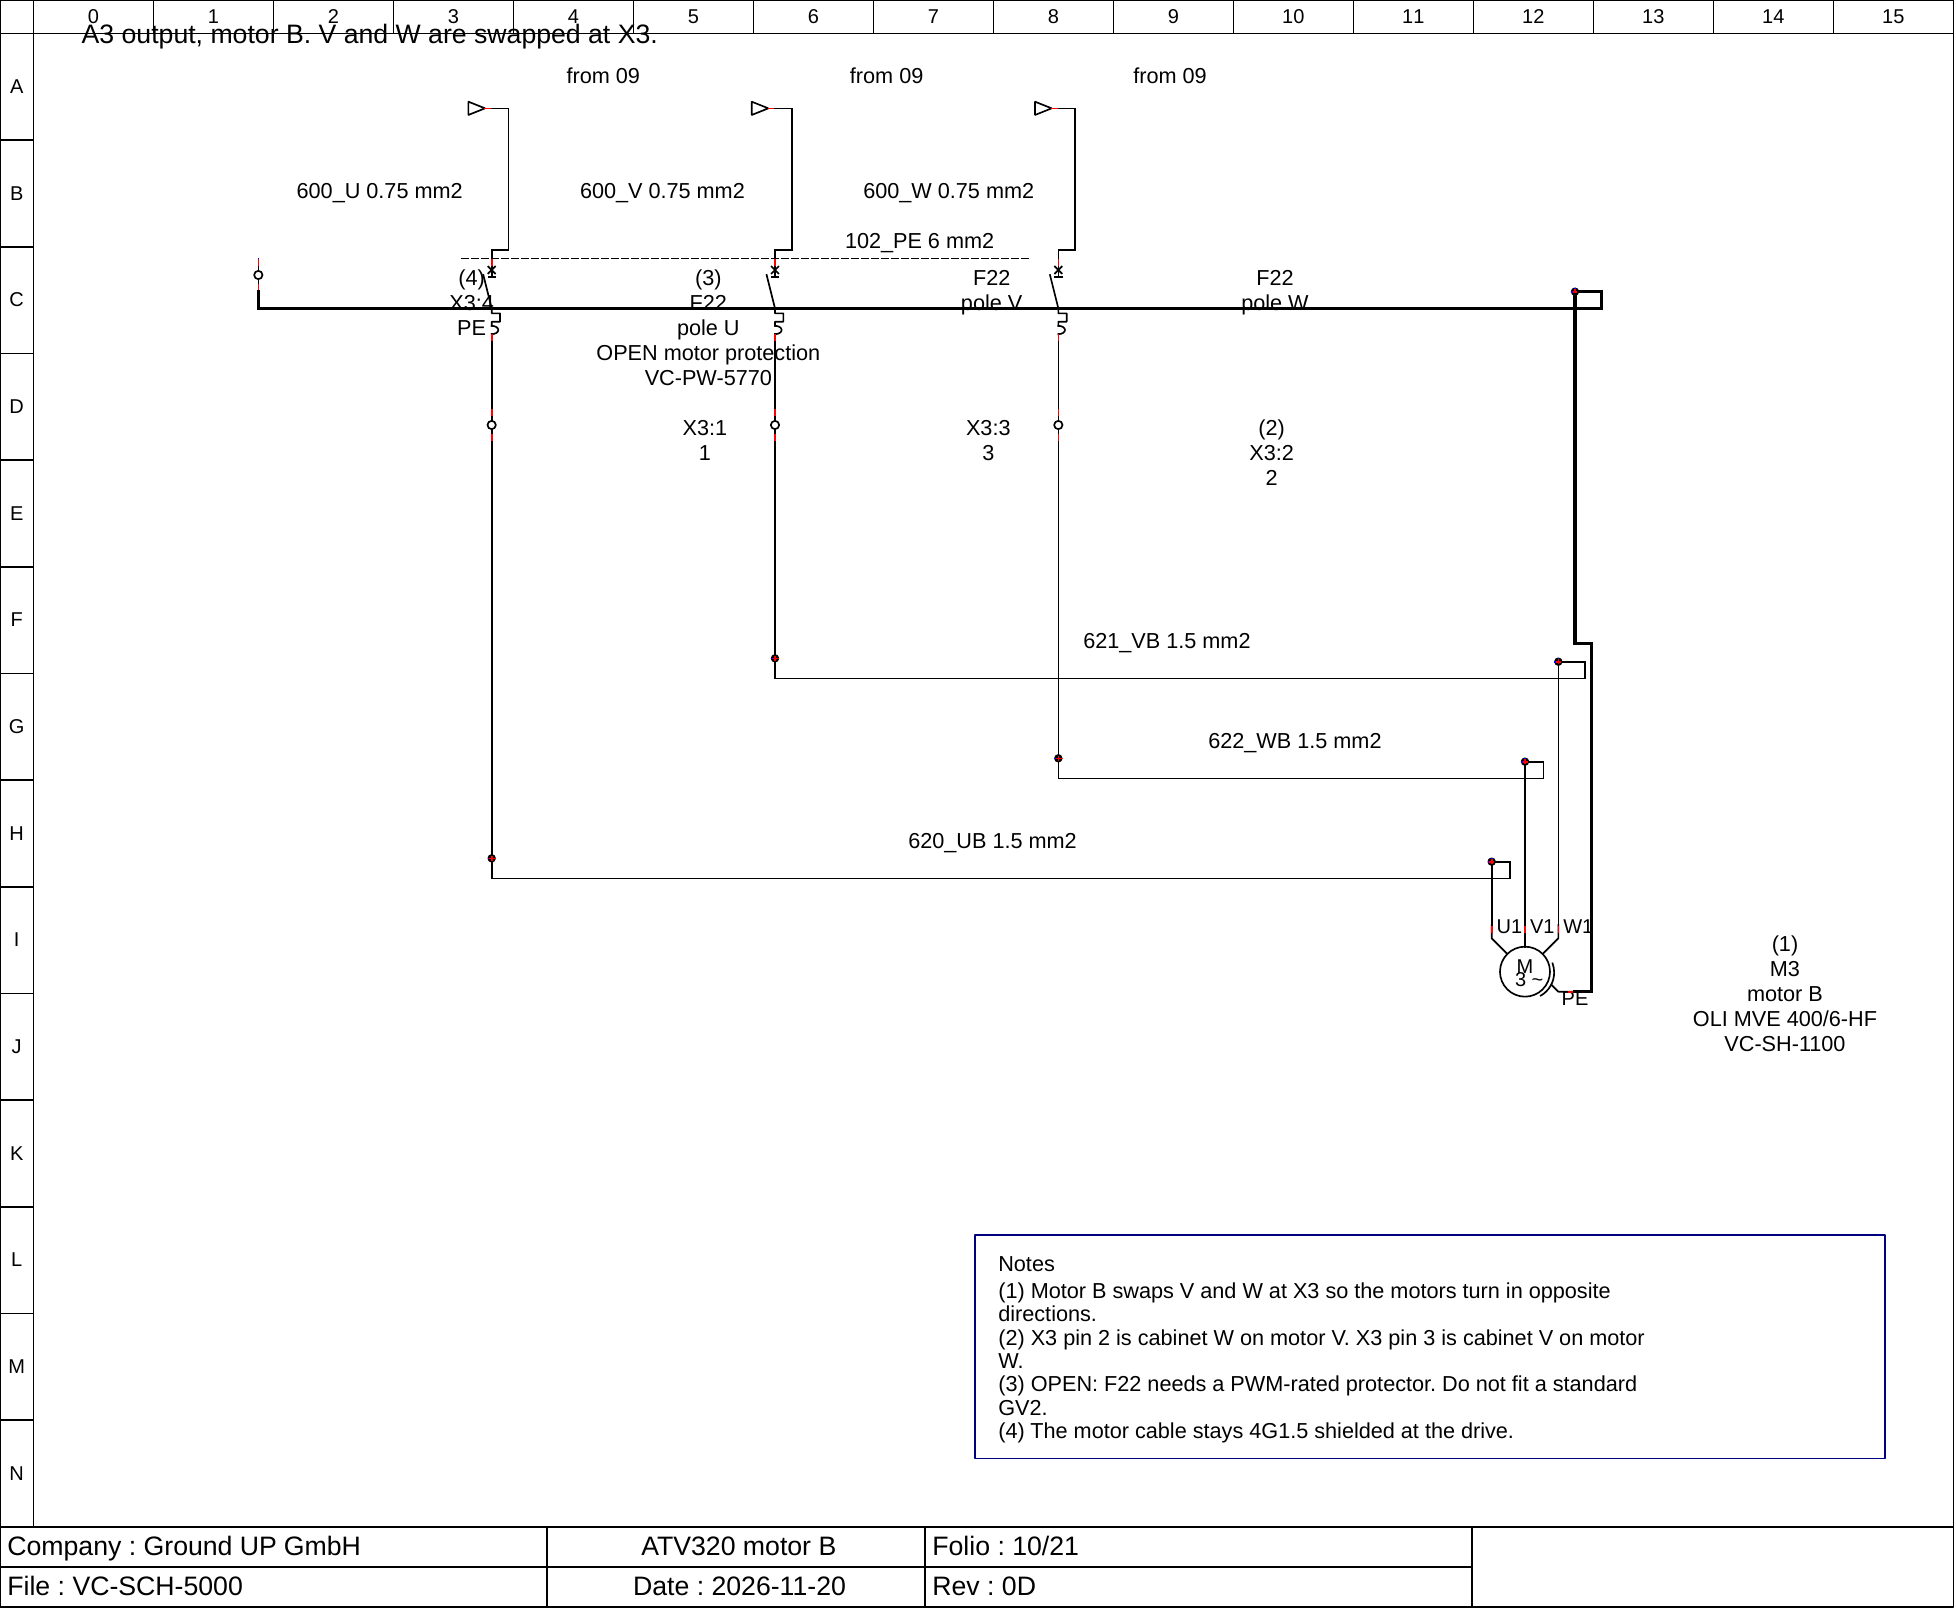 0 1 2 3 4 5 6 7 8 9 10 11 12 13 14 15
A3 output, motor B. V and W are swapped at X3.
A
from 09 from 09 from 09
B
600_U 0.75 mm2 600_V 0.75 mm2 600_W 0.75 mm2
102_PE 6 mm2
C
(4)
X3:4
PE
(3)
F22
pole U
OPEN motor protection
VC-PW-5770
F22
pole V
F22
pole W
D
X3:1
1
X3:3
3
(2)
X3:2
2
E
F
621_VB 1.5 mm2
G
622_WB 1.5 mm2
H
620_UB 1.5 mm2
I
U1 V1 W1
M
3 ~
PE
(1)
M3
motor B
OLI MVE 400/6-HF
VC-SH-1100
J
K
L
Notes
(1) Motor B swaps V and W at X3 so the motors turn in opposite
directions.
(2) X3 pin 2 is cabinet W on motor V. X3 pin 3 is cabinet V on motor
W.
(3) OPEN: F22 needs a PWM-rated protector. Do not fit a standard
GV2.
(4) The motor cable stays 4G1.5 shielded at the drive.
M
N
Company : Ground UP GmbH ATV320 motor B Folio : 10/21
File : VC-SCH-5000 Date : 2026-11-20 Rev : 0D